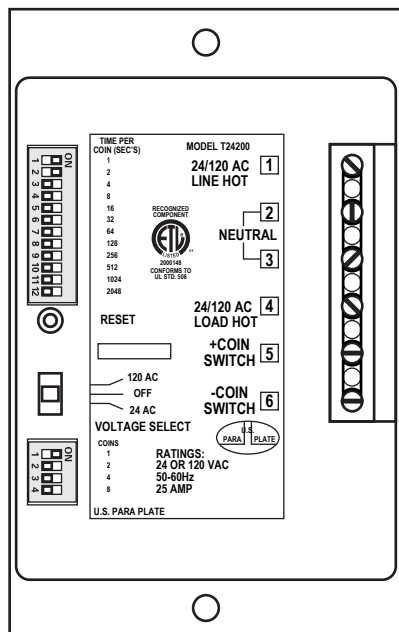 ON
1
2
3
4
5
6
7
8
9
10
11
12
TIME PER
COIN (SEC'S)
1
2
4
8
16
32
64
128
256
512
1024
2048
MODEL T24200
24/120 AC
LINE HOT
1
RECOGNIZED
COMPONENT
ETL
LISTED
2000148
CONFORMS TO
UL STD. 508
2
NEUTRAL
3
24/120 AC
LOAD HOT
4
RESET
+COIN
SWITCH
5
120 AC
OFF
24 AC
-COIN
SWITCH
6
VOLTAGE SELECT
U.S.
PARA PLATE
ON
1
2
3
4
COINS
1
2
4
8
RATINGS:
24 OR 120 VAC
50-60Hz
25 AMP
U.S. PARA PLATE